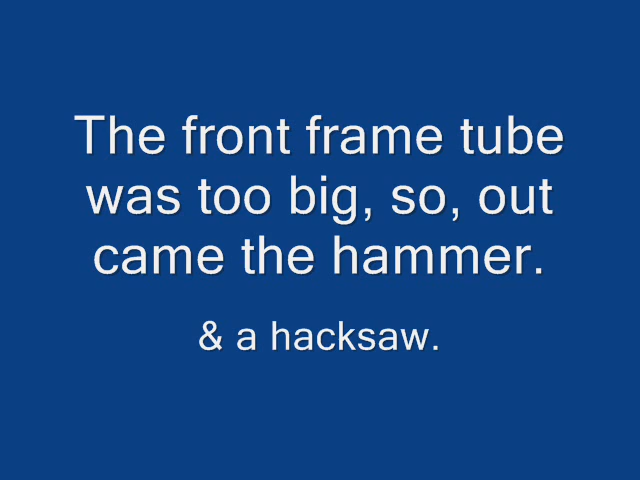 The front frame tube
was too big, so, out
came the hammer.
& a hacksaw.